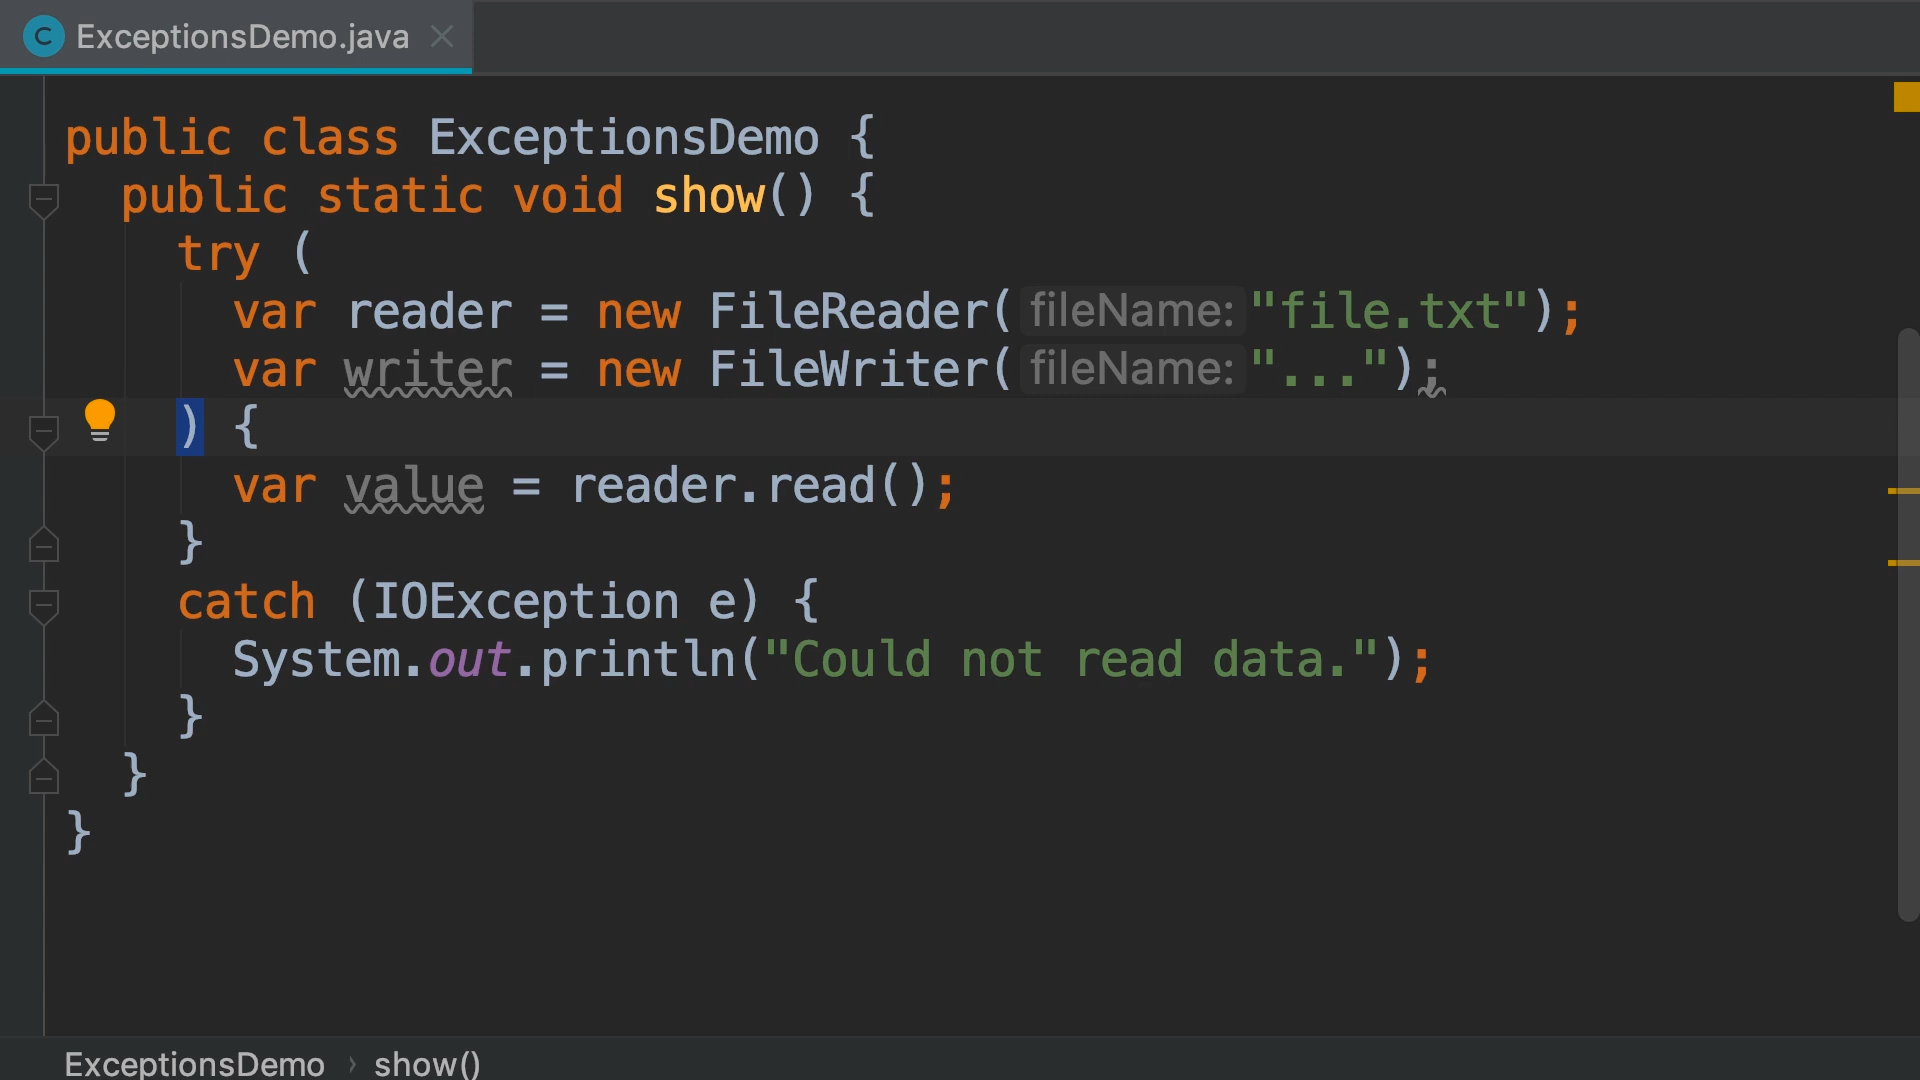 ExceptionsDemo.java
public class ExceptionsDemo {
public static void show() {
try (
var reader = new FileReader( fileName: "file.txt");
var writer = new FileWriter( fileName: "...");
) {
var value = reader.read();
}
catch (IOException e) {
System.out.println("Could not read data.");
}
}
}
ExceptionsDemo › show()